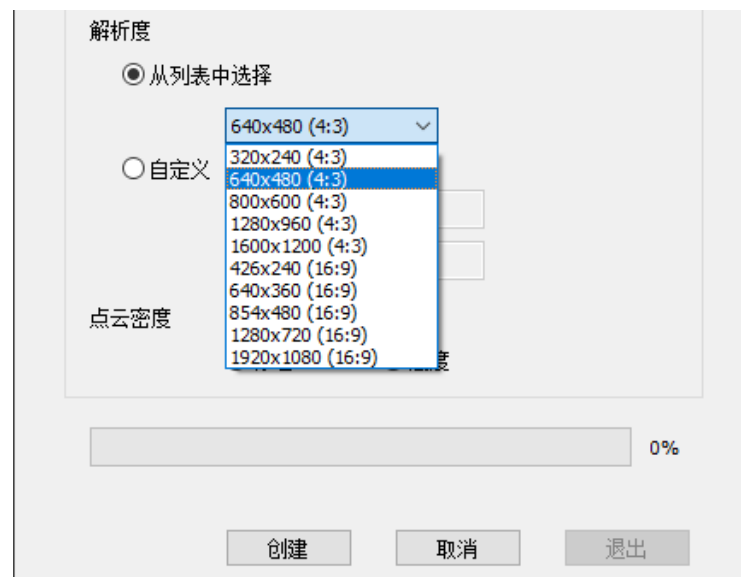 解析度
从列表中选择
640x480 (4:3)
自定义
320x240 (4:3)
640x480 (4:3)
800x600 (4:3)
1280x960 (4:3)
1600x1200 (4:3)
426x240 (16:9)
640x360 (16:9)
854x480 (16:9)
1280x720 (16:9)
1920x1080 (16:9)
点云密度
0%
创建
取消
退出